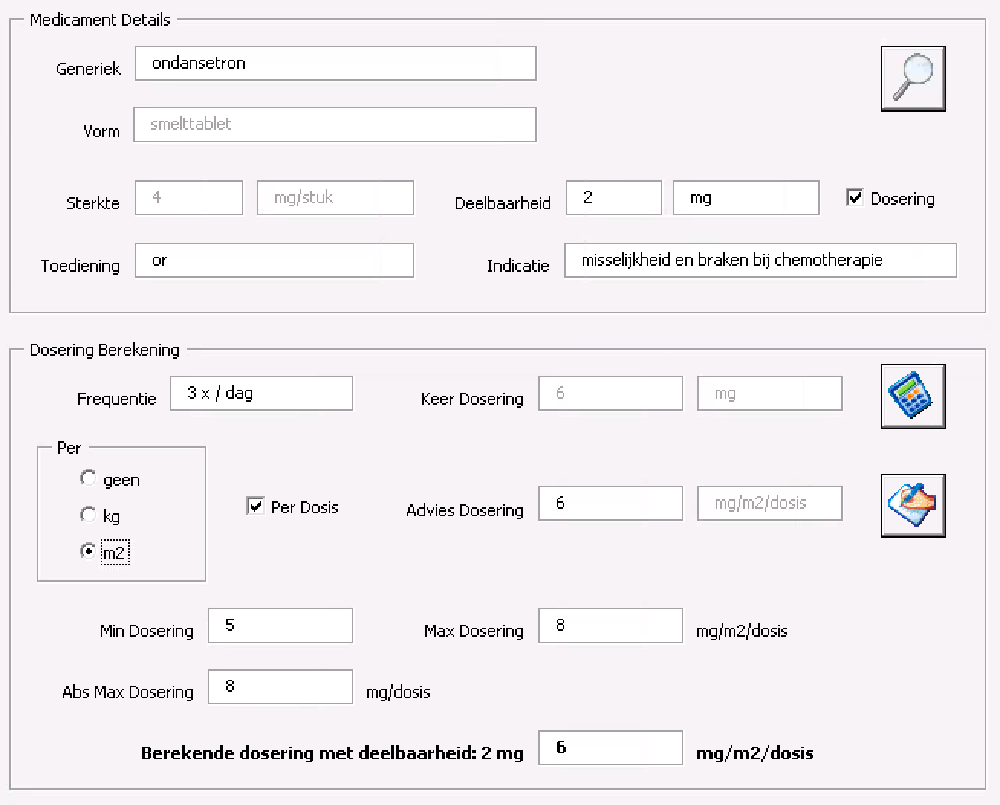 Medicament Details
Generiek ondansetron
Vorm smelttablet
Sterkte 4 mg/stuk Deelbaarheid 2 mg Dosering
Toediening or Indicatie misselijkheid en braken bij chemotherapie
Dosering Berekening
Frequentie 3 x / dag Keer Dosering 6 mg
Per
geen
kg
m2
Per Dosis Advies Dosering 6 mg/m2/dosis
Min Dosering 5 Max Dosering 8 mg/m2/dosis
Abs Max Dosering 8 mg/dosis
Berekende dosering met deelbaarheid: 2 mg 6 mg/m2/dosis